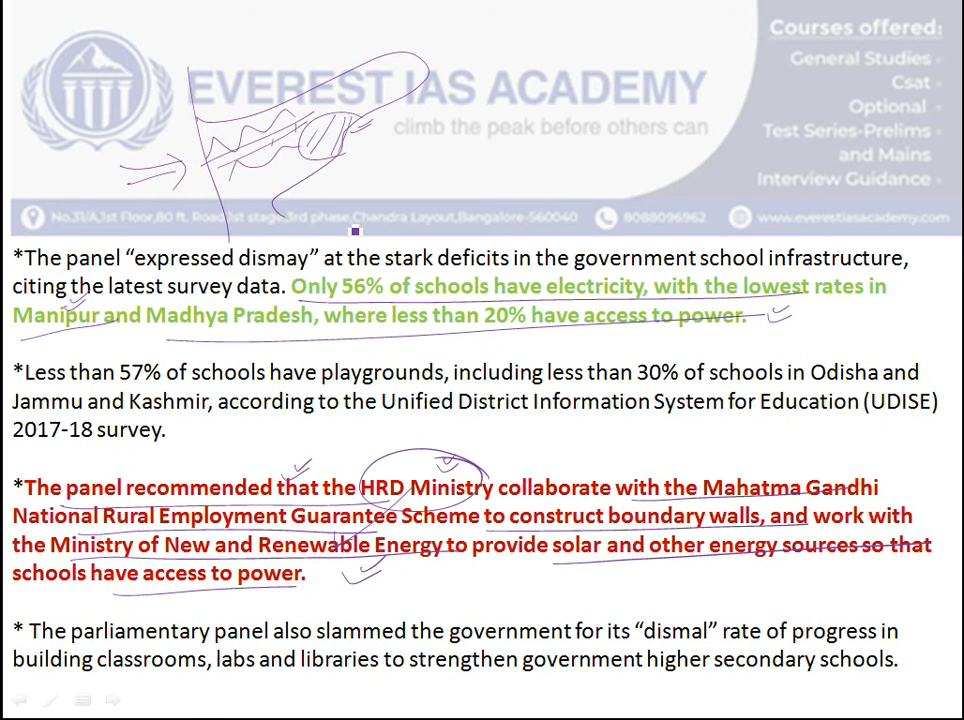 Courses offered:
General Studies
Csat
Optional
Test Series-Prelims
and Mains
Interview Guidance
EVEREST IAS ACADEMY
climb the peak before others can
No.31/A,1st Floor,80 ft. Road,1st stage,3rd phase,Chandra Layout,Bangalore-560040
8088096962
www.everestiasacademy.com
*The panel “expressed dismay” at the stark deficits in the government school infrastructure,
citing the latest survey data. Only 56% of schools have electricity, with the lowest rates in
Manipur and Madhya Pradesh, where less than 20% have access to power.
*Less than 57% of schools have playgrounds, including less than 30% of schools in Odisha and
Jammu and Kashmir, according to the Unified District Information System for Education (UDISE)
2017-18 survey.
*The panel recommended that the HRD Ministry collaborate with the Mahatma Gandhi
National Rural Employment Guarantee Scheme to construct boundary walls, and work with
the Ministry of New and Renewable Energy to provide solar and other energy sources so that
schools have access to power.
* The parliamentary panel also slammed the government for its “dismal” rate of progress in
building classrooms, labs and libraries to strengthen government higher secondary schools.